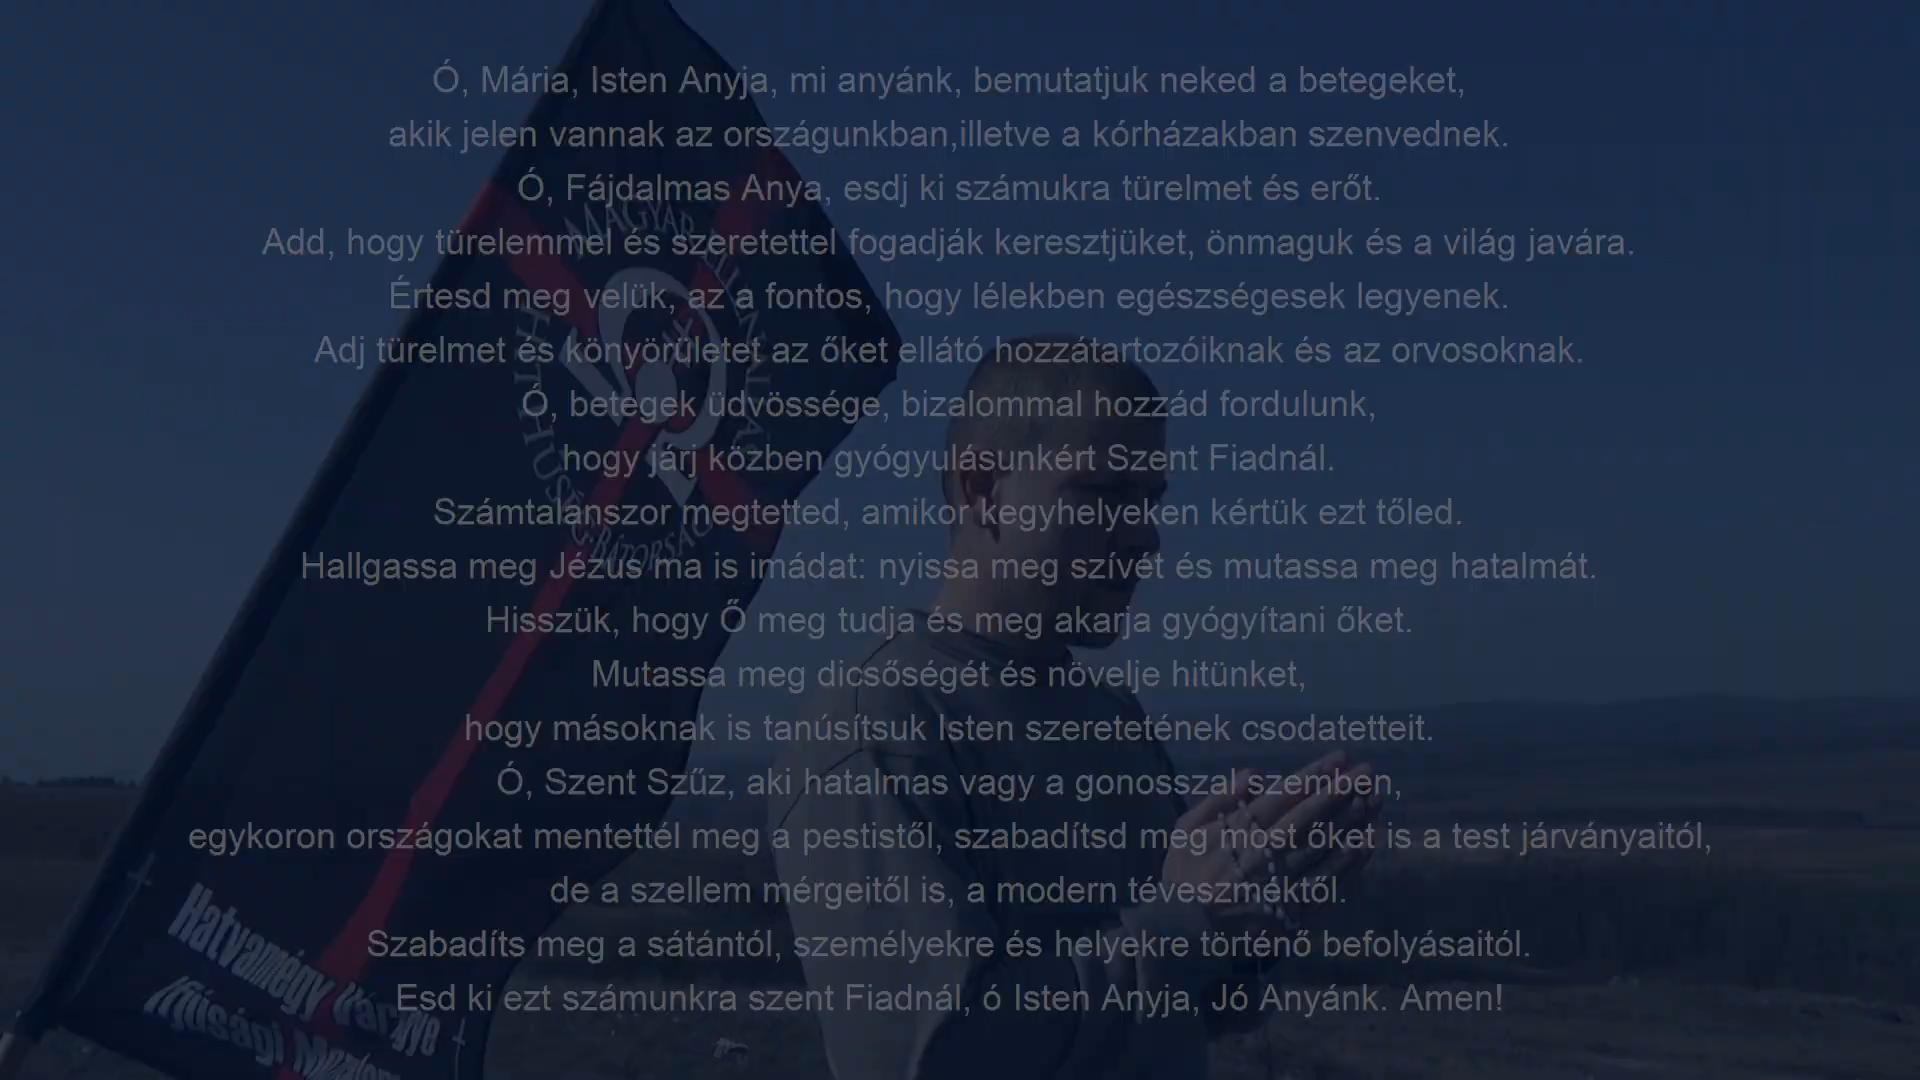 Ó, Mária, Isten Anyja, mi anyánk, bemutatjuk neked a betegeket,
akik jelen vannak az országunkban,illetve a kórházakban szenvednek.
Ó, Fájdalmas Anya, esdj ki számukra türelmet és erőt.
Add, hogy türelemmel és szeretettel fogadják keresztjüket, önmaguk és a világ javára.
Értesd meg velük, az a fontos, hogy lélekben egészségesek legyenek.
Adj türelmet és könyörületet az őket ellátó hozzátartozóiknak és az orvosoknak.
Ó, betegek üdvössége, bizalommal hozzád fordulunk,
hogy járj közben gyógyulásunkért Szent Fiadnál.
Számtalanszor megtetted, amikor kegyhelyeken kértük ezt tőled.
Hallgassa meg Jézus ma is imádat: nyissa meg szívét és mutassa meg hatalmát.
Hisszük, hogy Ő meg tudja és meg akarja gyógyítani őket.
Mutassa meg dicsőségét és növelje hitünket,
hogy másoknak is tanúsítsuk Isten szeretetének csodatetteit.
Ó, Szent Szűz, aki hatalmas vagy a gonosszal szemben,
egykoron országokat mentettél meg a pestistől, szabadítsd meg most őket is a test járványaitól,
de a szellem mérgeitől is, a modern téveszméktől.
Szabadíts meg a sátántól, személyekre és helyekre történő befolyásaitól.
Esd ki ezt számunkra szent Fiadnál, ó Isten Anyja, Jó Anyánk. Amen!
MAGYAR ELLENÁLLÁS
HIT HŰSÉG BÁTORSÁG
Hatvannégy Vármegye
Ifjúsági